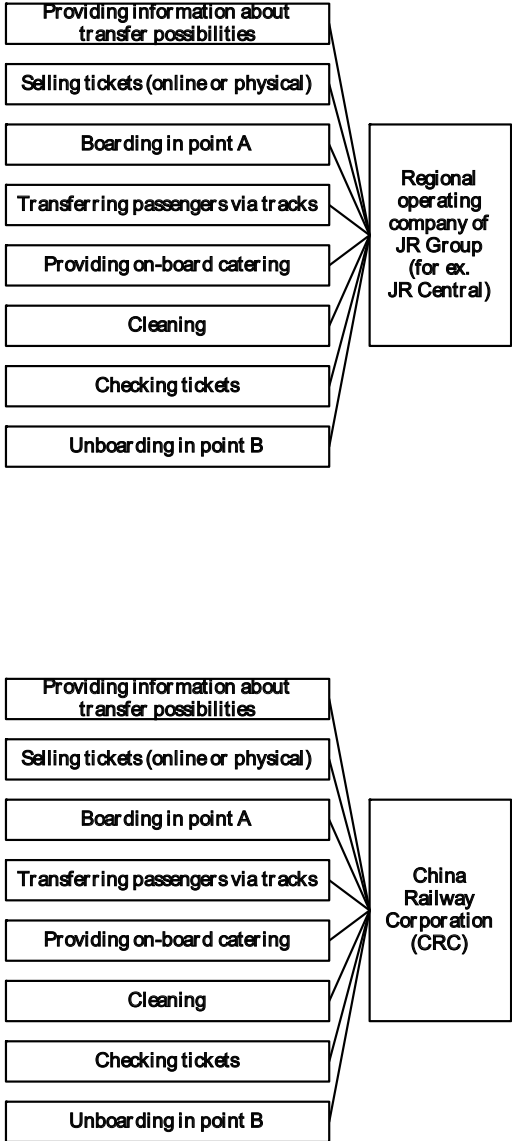 Providing information about
transfer possibilities
Selling tickets (online or physical)
Boarding in point A
Transferring passengers via tracks
Providing on-board catering
Cleaning
Checking tickets
Unboarding in point B
Regional
operating
company of
JR Group
(for ex.
JR Central)
Providing information about
transfer possibilities
Selling tickets (online or physical)
Boarding in point A
Transferring passengers via tracks
Providing on-board catering
Cleaning
Checking tickets
Unboarding in point B
China
Railway
Corporation
(CRC)